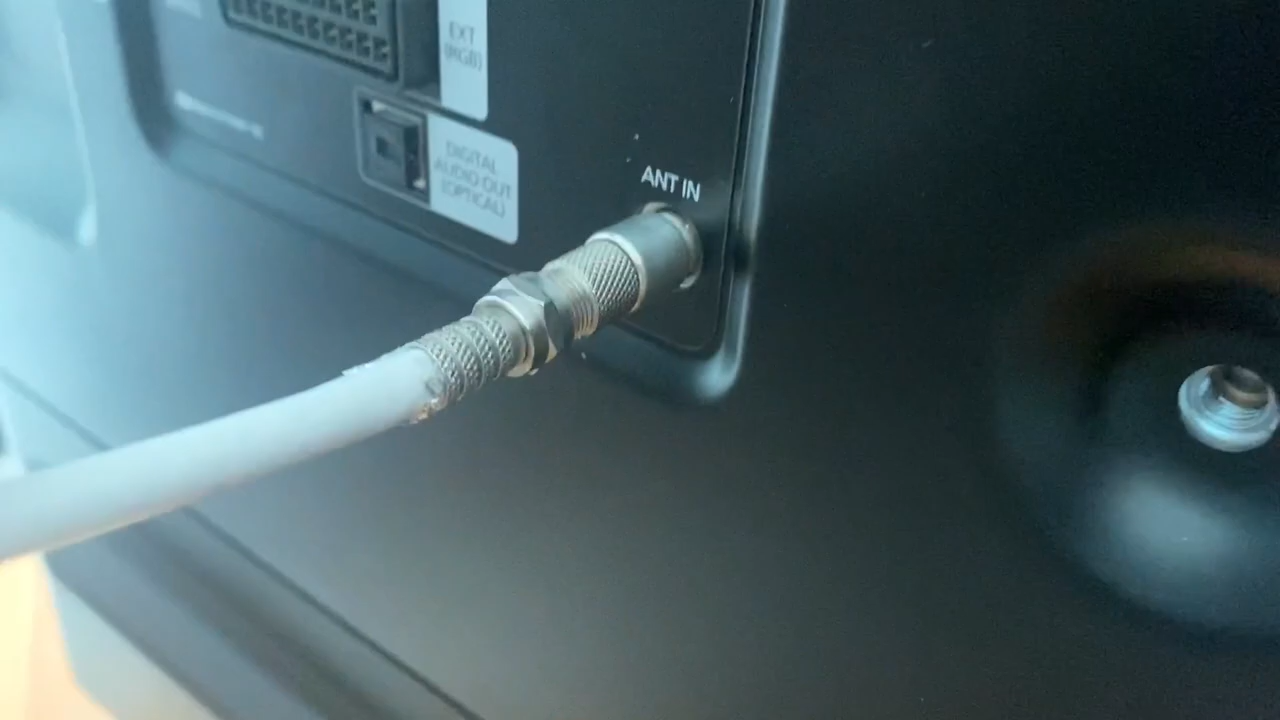 EXT
(RGB)
DIGITAL
AUDIO OUT
(OPTICAL)
ANT IN